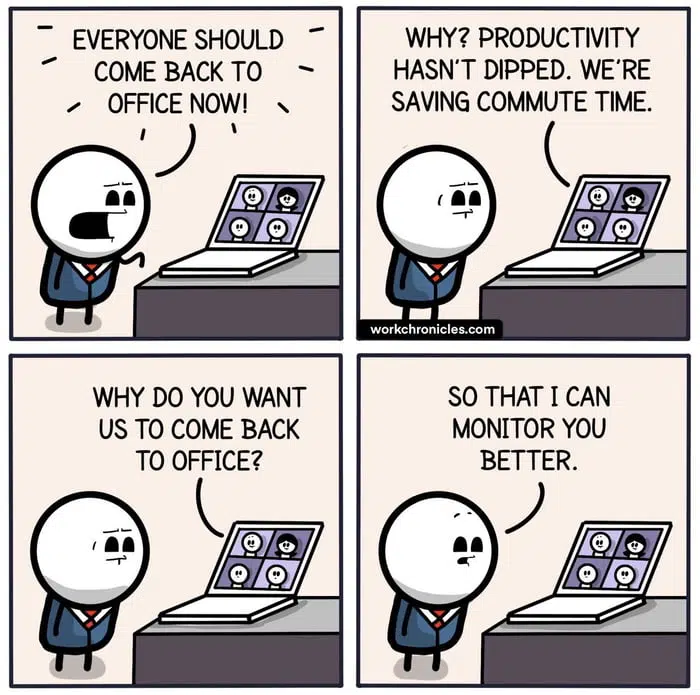 EVERYONE SHOULD
COME BACK TO
OFFICE NOW!
WHY? PRODUCTIVITY
HASN'T DIPPED. WE'RE
SAVING COMMUTE TIME.
workchronicles.com
WHY DO YOU WANT
US TO COME BACK
TO OFFICE?
SO THAT I CAN
MONITOR YOU
BETTER.